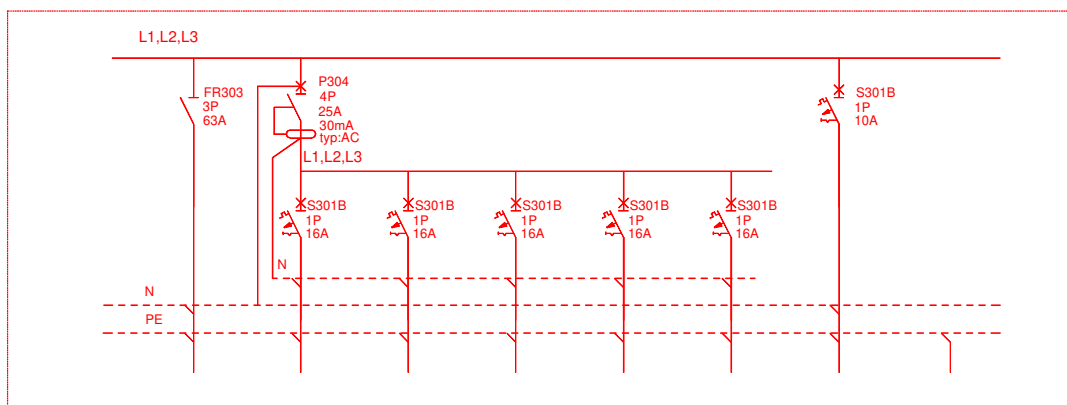 L1,L2,L3
FR303
3P
63A
P304
4P
25A
30mA
typ:AC
S301B
1P
10A
L1,L2,L3
S301B
1P
16A
S301B
1P
16A
S301B
1P
16A
S301B
1P
16A
S301B
1P
16A
N
N
PE